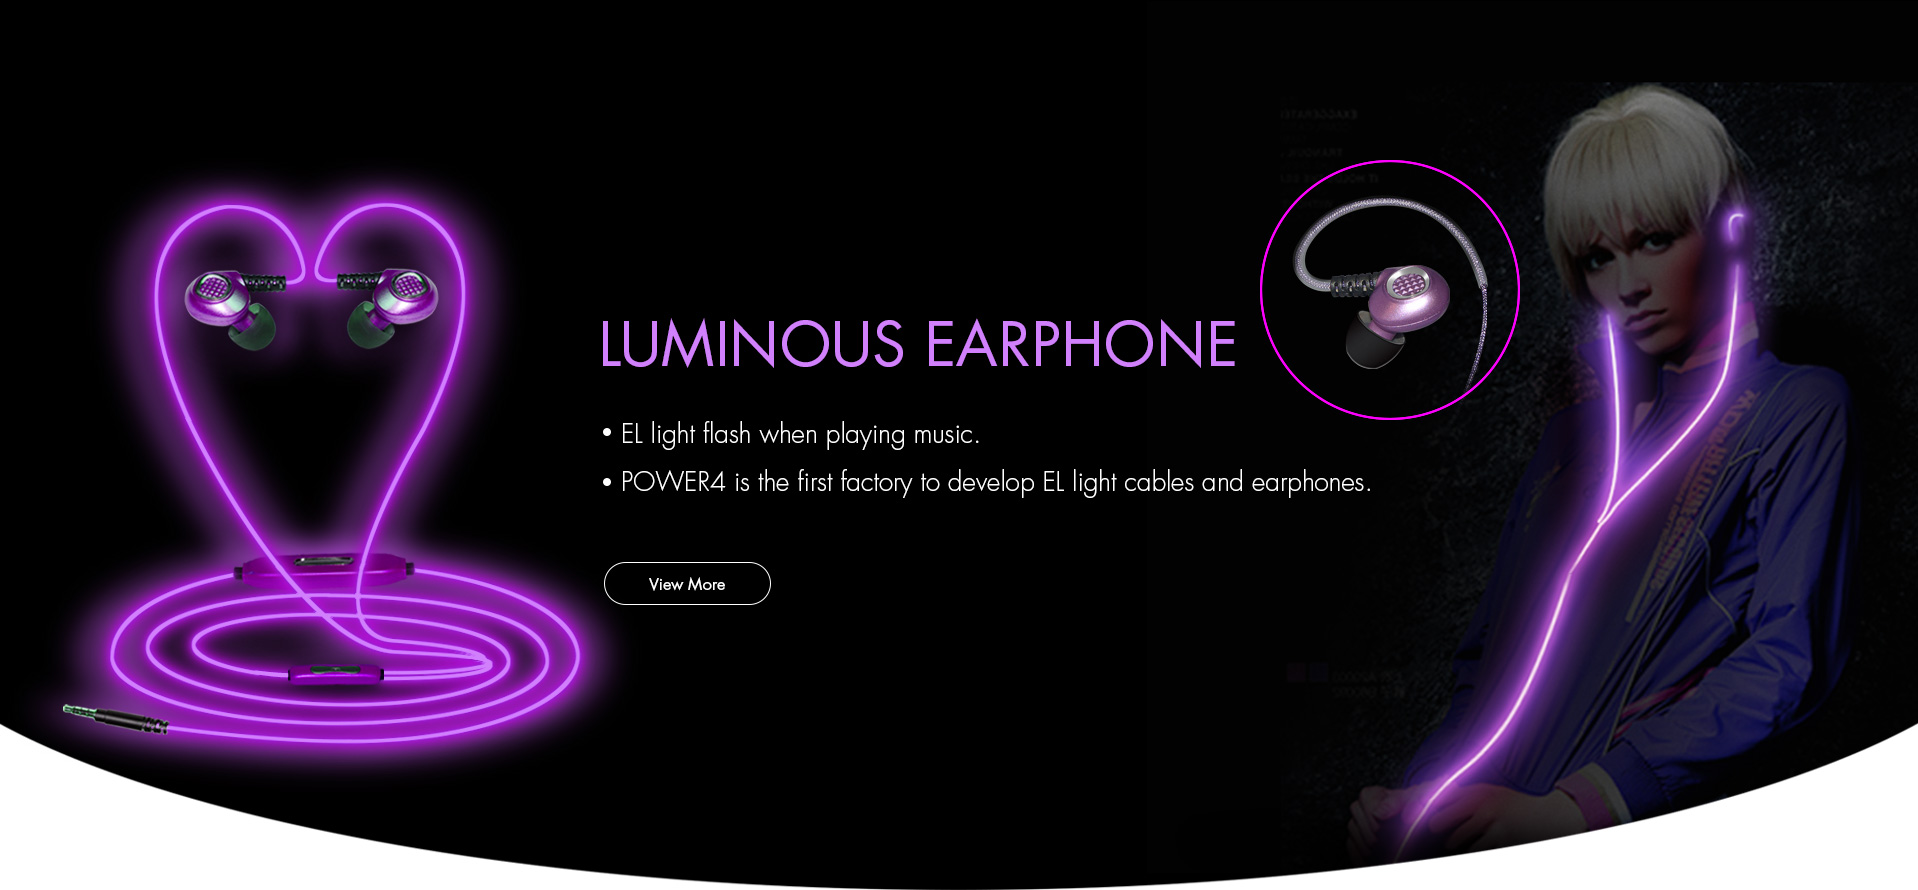 LUMINOUS EARPHONE
• EL light flash when playing music.
• POWER4 is the first factory to develop EL light cables and earphones.
View More